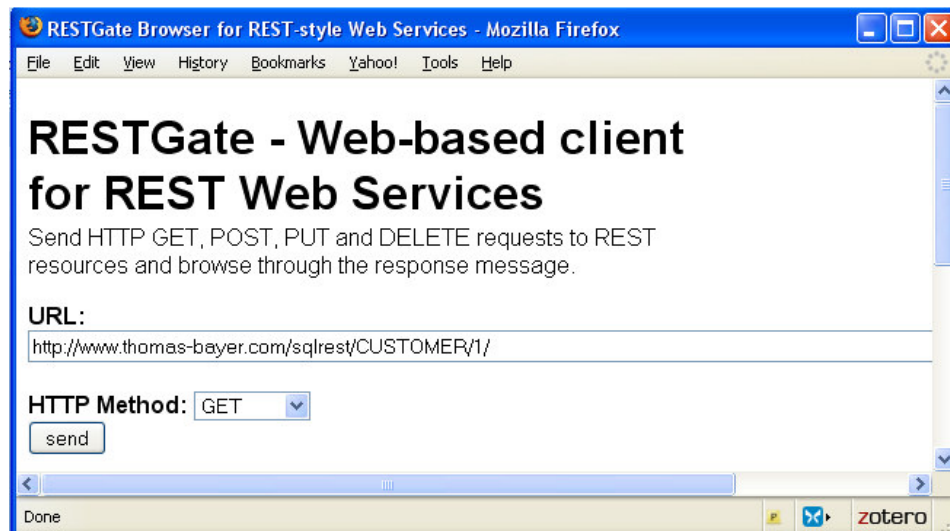 RESTGate Browser for REST-style Web Services - Mozilla Firefox
File Edit View History Bookmarks Yahoo! Tools Help
RESTGate - Web-based client
for REST Web Services
Send HTTP GET, POST, PUT and DELETE requests to REST
resources and browse through the response message.
URL:
http://www.thomas-bayer.com/sqlrest/CUSTOMER/1/
HTTP Method: GET
send
Done P zotero